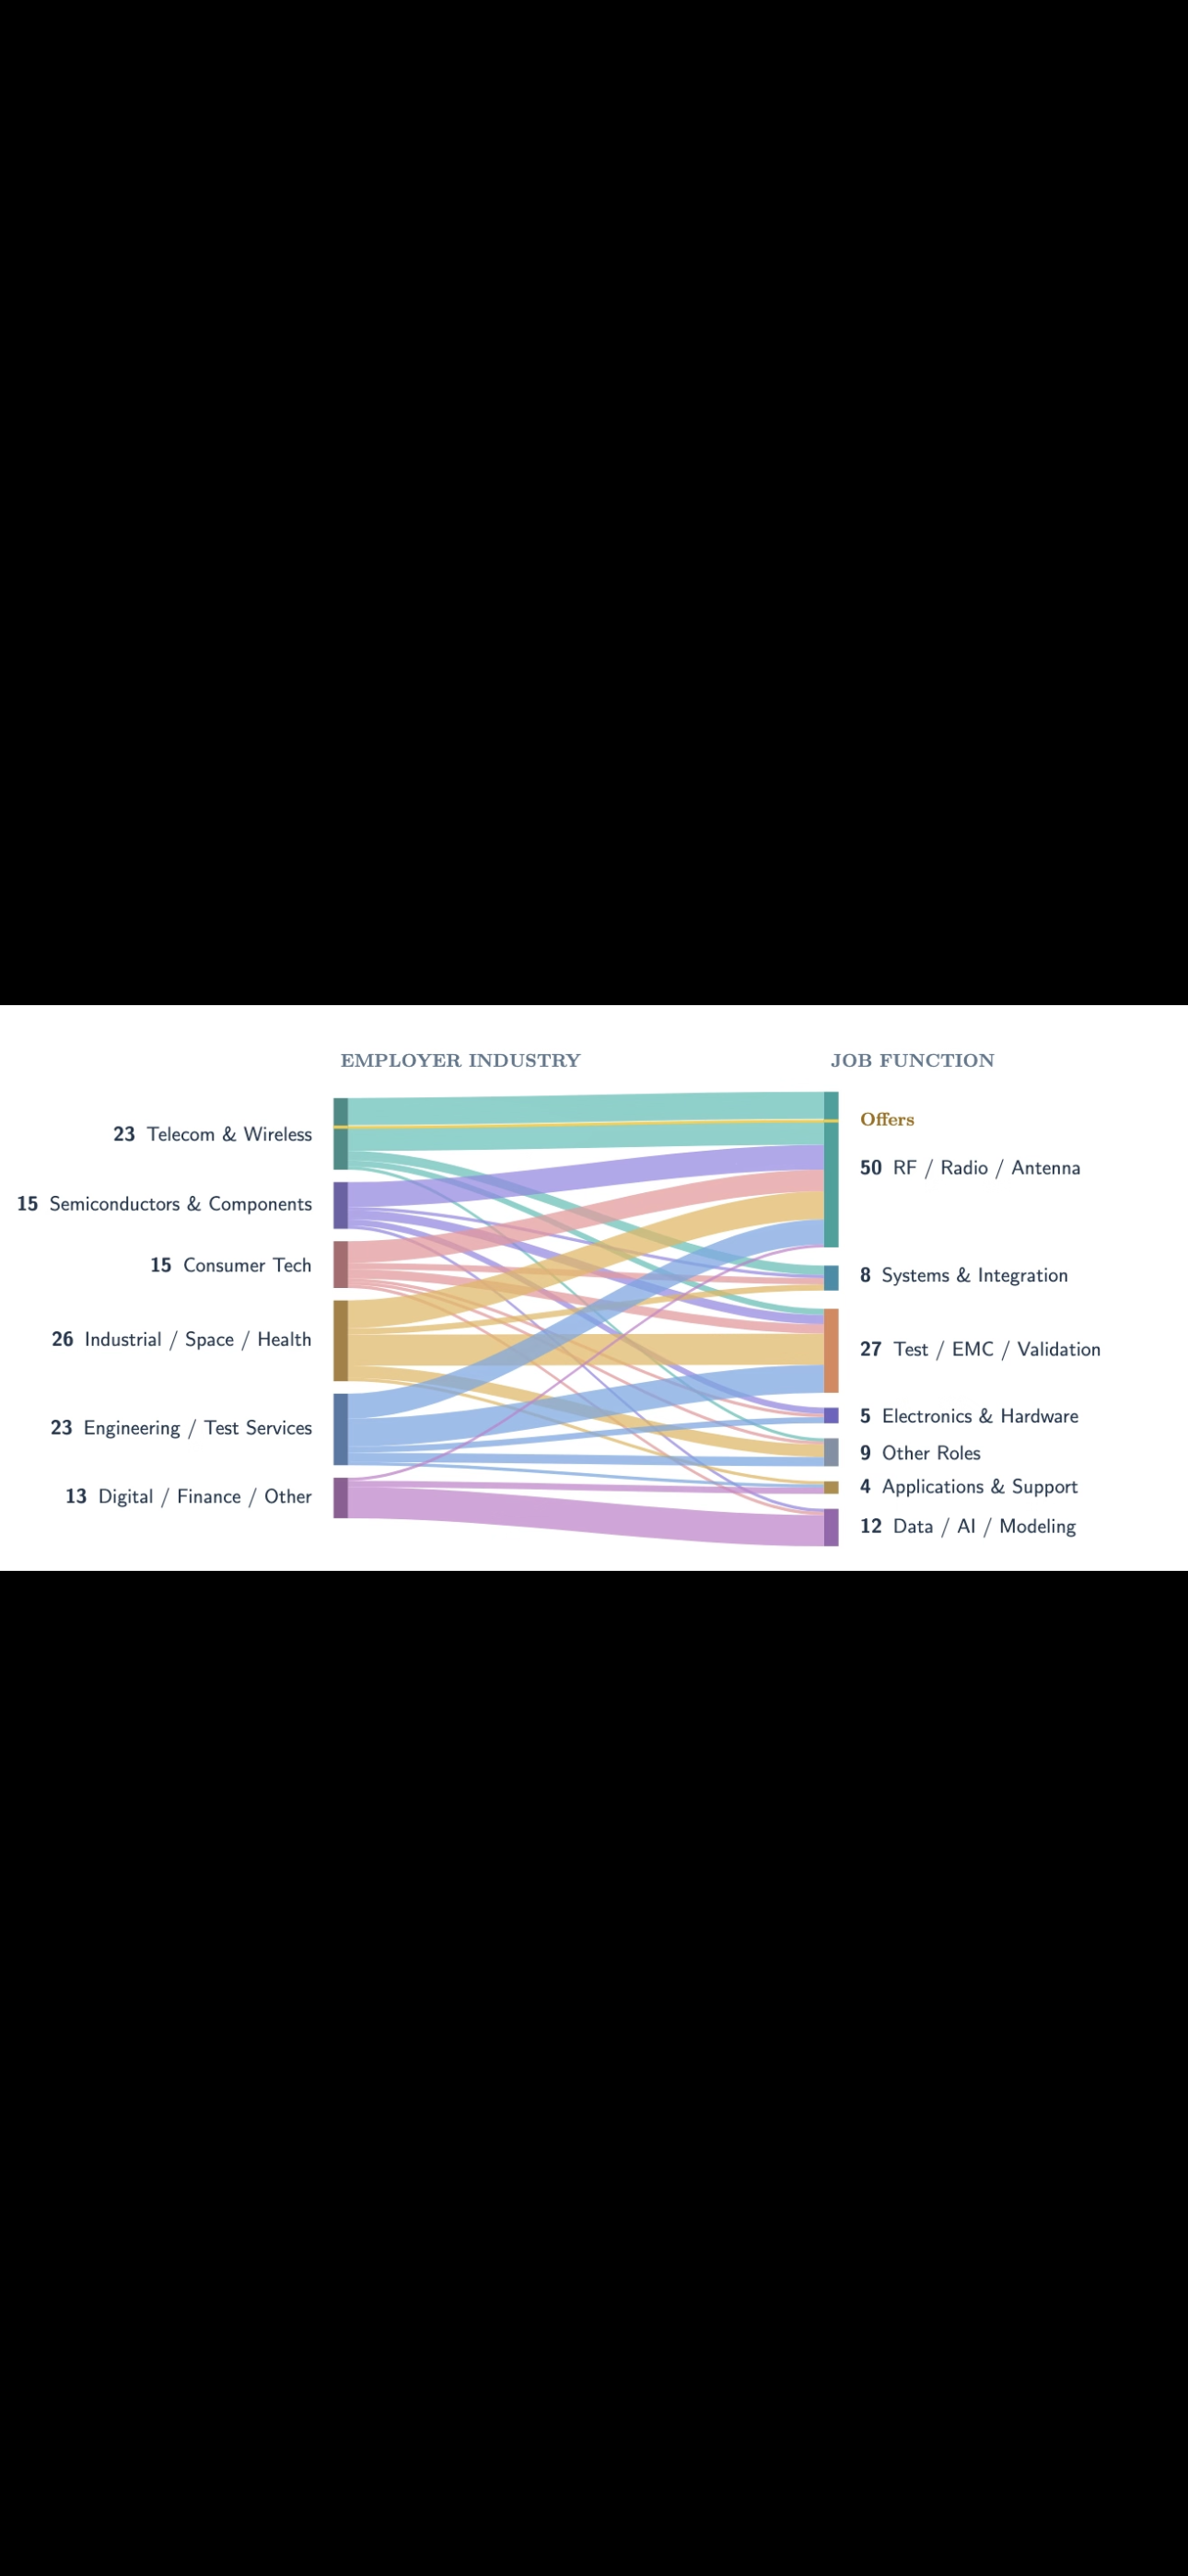 EMPLOYER INDUSTRY
JOB FUNCTION
23 Telecom & Wireless
15 Semiconductors & Components
15 Consumer Tech
26 Industrial / Space / Health
23 Engineering / Test Services
13 Digital / Finance / Other
Offers
50 RF / Radio / Antenna
8 Systems & Integration
27 Test / EMC / Validation
5 Electronics & Hardware
9 Other Roles
4 Applications & Support
12 Data / AI / Modeling